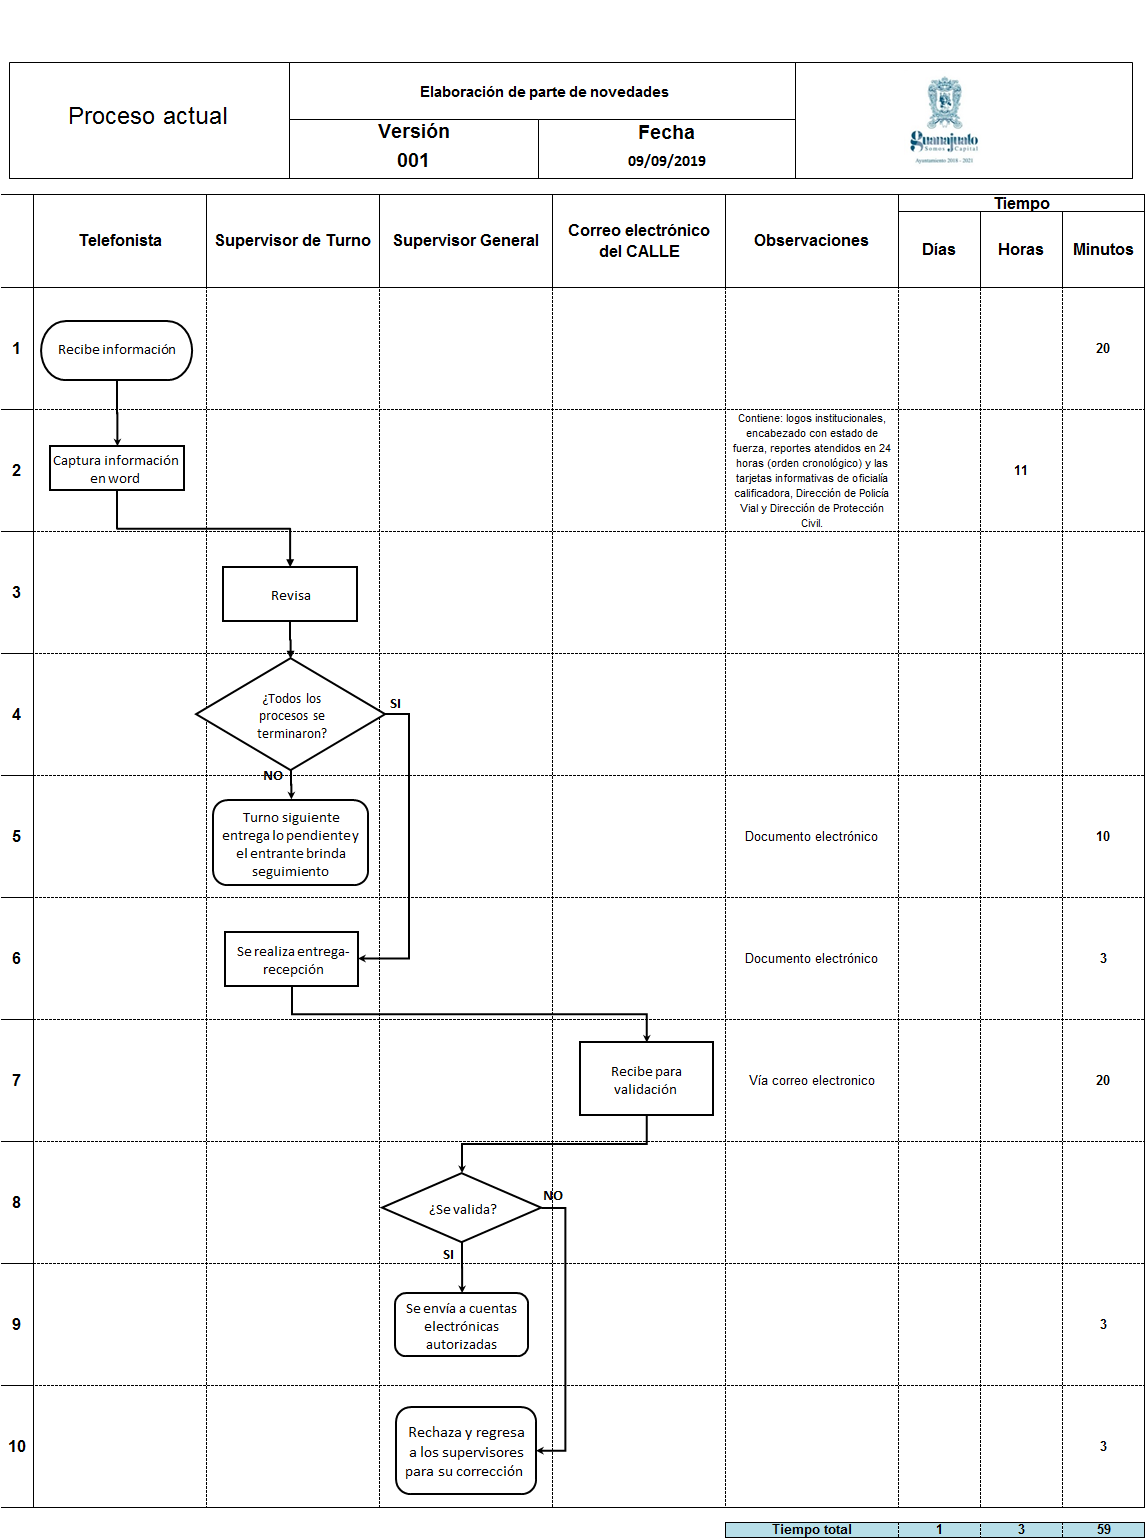 Proceso actual
Elaboración de parte de novedades
Versión
001
Fecha
09/09/2019
guanajuato
Somos Capital
Ayuntamiento 2018 - 2021
Telefonista
Supervisor de Turno
Supervisor General
Correo electrónico
del CALLE
Observaciones
Tiempo
Días
Horas
Minutos
1
Recibe información
20
2
Captura información
en word
Contiene: logos institucionales,
encabezado con estado de
fuerza, reportes atendidos en 24
horas (orden cronológico) y las
tarjetas informativas de oficialía
calificadora, Dirección de Policía
Vial y Dirección de Protección
Civil.
11
3
Revisa
4
¿Todos los
procesos se
terminaron?
SI
NO
5
Turno siguiente
entrega lo pendiente y
el entrante brinda
seguimiento
Documento electrónico
10
6
Se realiza entrega-
recepción
Documento electrónico
3
7
Recibe para
validación
Vía correo electronico
20
8
¿Se valida?
NO
SI
9
Se envía a cuentas
electrónicas
autorizadas
3
10
Rechaza y regresa
a los supervisores
para su corrección
3
Tiempo total
1
3
59